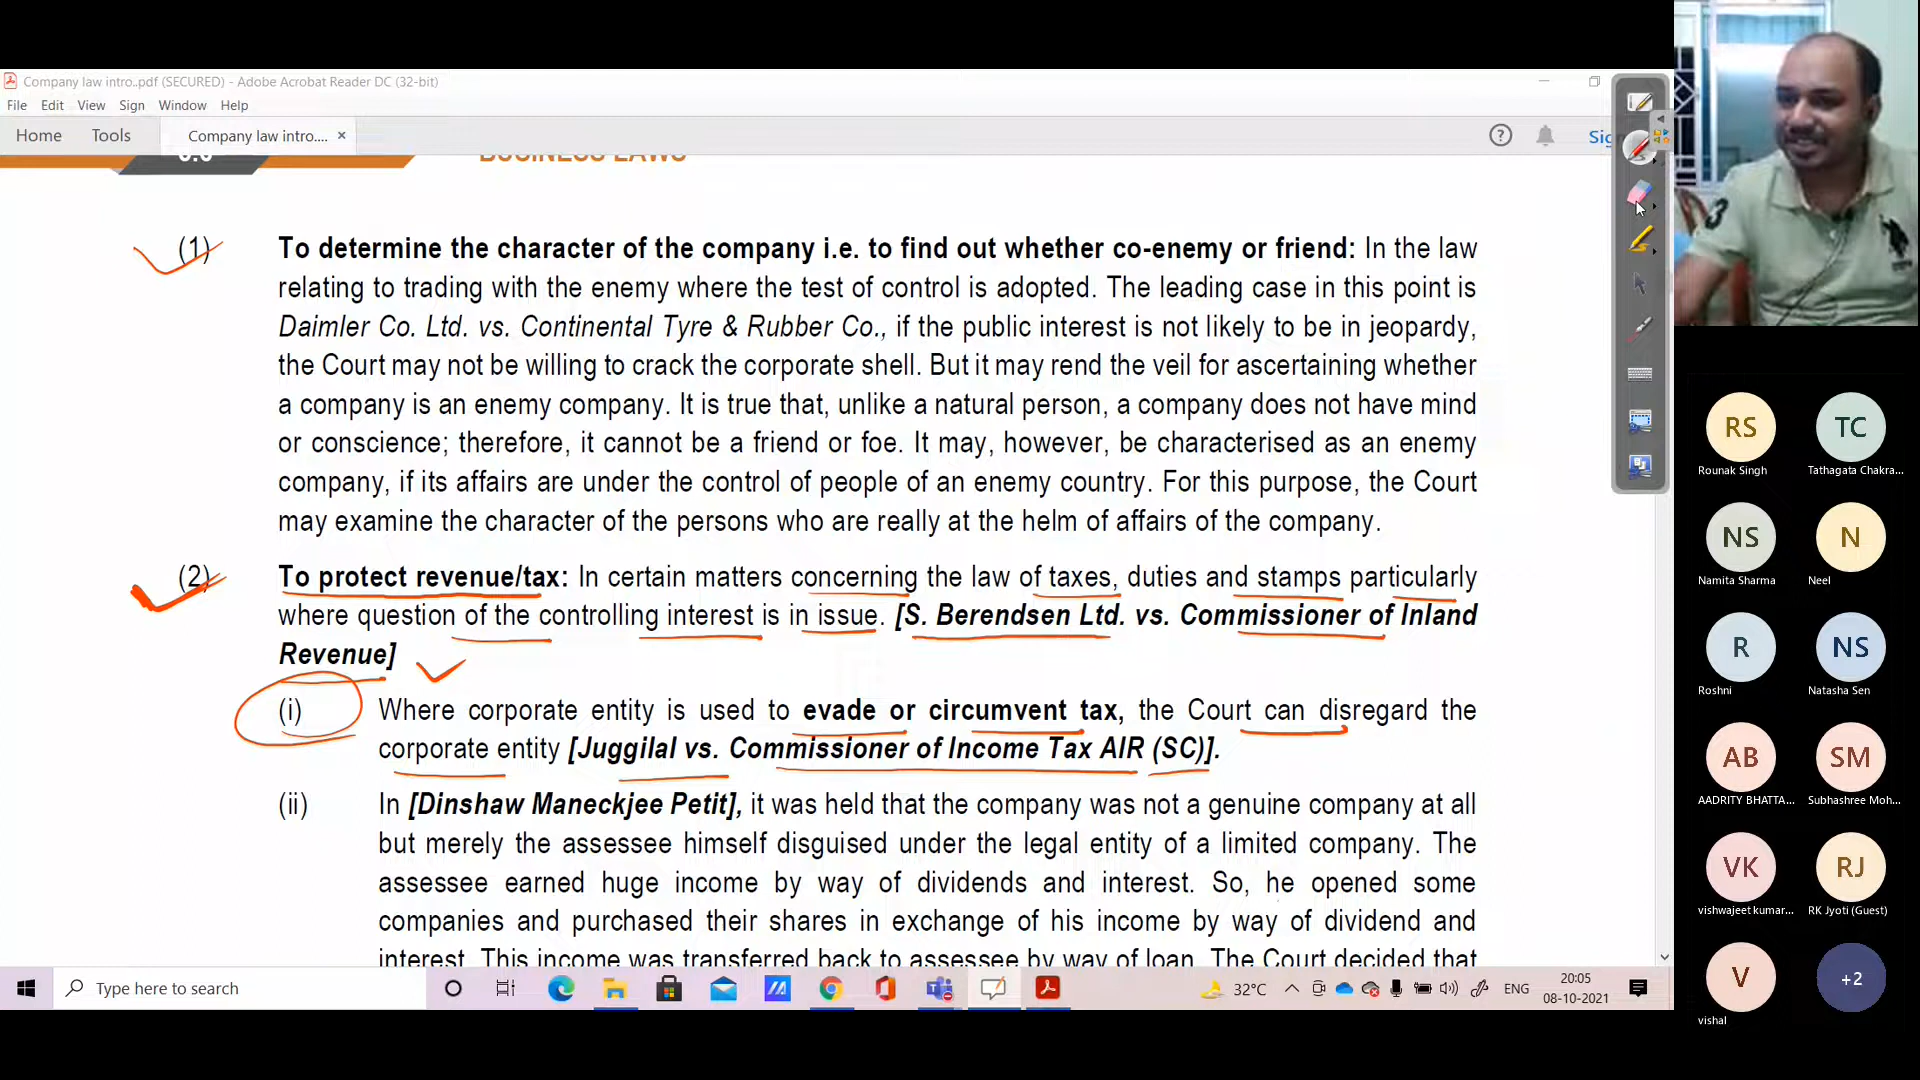 Company law intro..pdf (SECURED) - Adobe Acrobat Reader DC (32-bit)
File Edit View Sign Window Help
Home Tools Company law intro.... ×
BUSINESS LAWS
(1) To determine the character of the company i.e. to find out whether co-enemy or friend: In the law
relating to trading with the enemy where the test of control is adopted. The leading case in this point is
Daimler Co. Ltd. vs. Continental Tyre & Rubber Co., if the public interest is not likely to be in jeopardy,
the Court may not be willing to crack the corporate shell. But it may rend the veil for ascertaining whether
a company is an enemy company. It is true that, unlike a natural person, a company does not have mind
or conscience; therefore, it cannot be a friend or foe. It may, however, be characterised as an enemy
company, if its affairs are under the control of people of an enemy country. For this purpose, the Court
may examine the character of the persons who are really at the helm of affairs of the company.
(2) To protect revenue/tax: In certain matters concerning the law of taxes, duties and stamps particularly
where question of the controlling interest is in issue. [S. Berendsen Ltd. vs. Commissioner of Inland
Revenue]
(i) Where corporate entity is used to evade or circumvent tax, the Court can disregard the
corporate entity [Juggilal vs. Commissioner of Income Tax AIR (SC)].
(ii) In [Dinshaw Maneckjee Petit], it was held that the company was not a genuine company at all
but merely the assessee himself disguised under the legal entity of a limited company. The
assessee earned huge income by way of dividends and interest. So, he opened some
companies and purchased their shares in exchange of his income by way of dividend and
interest. This income was transferred back to assessee by way of loan. The Court decided that
Type here to search
32°C
ENG
20:05
08-10-2021
3
RS TC
Rounak Singh Tathagata Chakra...
NS N
Namita Sharma Neel
R NS
Roshni Natasha Sen
AB SM
AADRITY BHATTA... Subhashree Moh...
VK RJ
vishwajeet kumar... RK Jyoti (Guest)
V +2
vishal